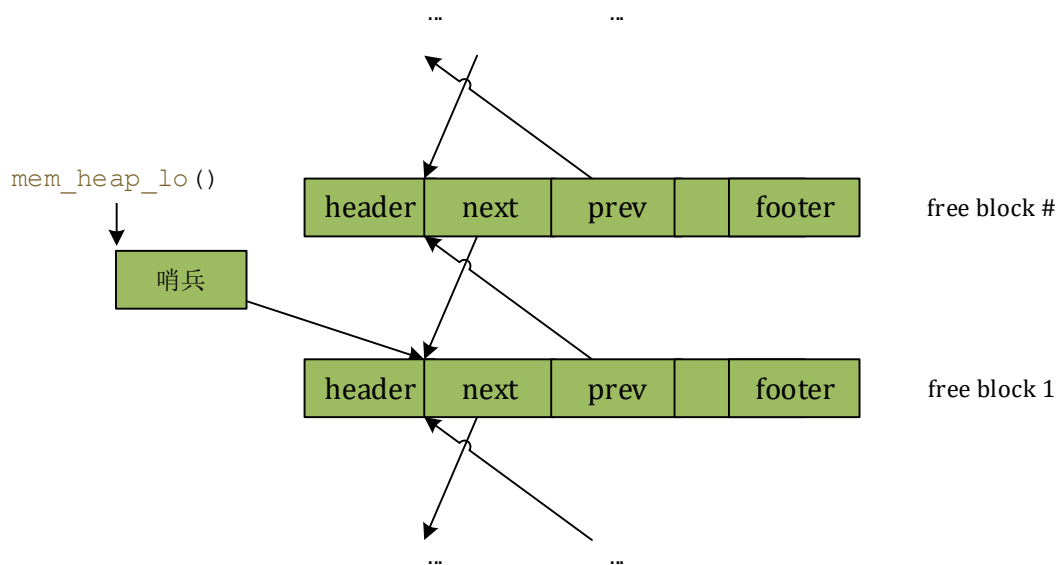 ... ...
mem_heap_lo()
header next prev footer free block #
哨兵
header next prev footer free block 1
... ...